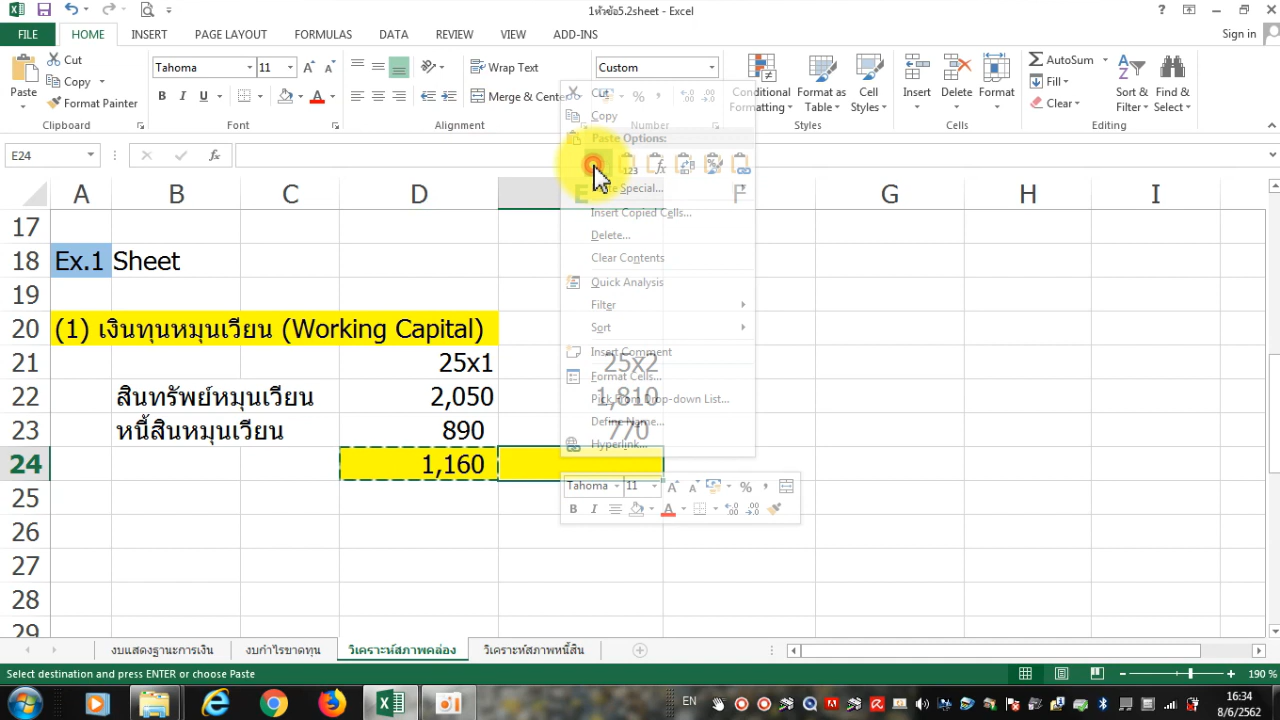 1หัวข้อ5.2sheet - Excel
FILE HOME INSERT PAGE LAYOUT FORMULAS DATA REVIEW VIEW ADD-INS Sign in
Paste Cut Copy Format Painter
Tahoma 11 B I U
Wrap Text Merge & Cente
Custom
Conditional Formatting Format as Table Cell Styles
Insert Delete Format
AutoSum Fill Clear
Sort & Filter Find & Select
Clipboard Font Alignment Number Styles Cells Editing
E24
A B C D E F G H I
Copy
Paste Options:
Special...
Insert Copied Cells...
Delete...
Clear Contents
Quick Analysis
Filter
Sort
Insert Comment
Format Cells...
Pick From Drop-down List...
Define Name...
Hyperlink...
Tahoma 11
17
18 Ex.1 Sheet
19
20 (1) เงินทุนหมุนเวียน (Working Capital)
21 25x1 25x2
22 สินทรัพย์หมุนเวียน 2,050 1,810
23 หนี้สินหมุนเวียน 890 770
24 1,160
25
26
27
28
29
งบแสดงฐานะการเงิน งบกำไรขาดทุน วิเคราะห์สภาพคล่อง วิเคราะห์สภาพหนี้สิน
Select destination and press ENTER or choose Paste 190 %
EN 16:34
8/6/2562